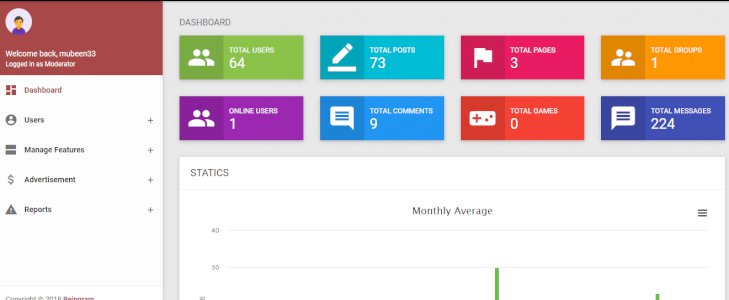 Welcome back, mubeen33
Logged in as Moderator
Dashboard
Users +
Manage Features +
Advertisement +
Reports +
Copyright © 2018 Beingram
DASHBOARD
TOTAL USERS
64
TOTAL POSTS
73
TOTAL PAGES
3
TOTAL GROUPS
1
ONLINE USERS
1
TOTAL COMMENTS
9
TOTAL GAMES
0
TOTAL MESSAGES
224
STATICS
Monthly Average
40
30